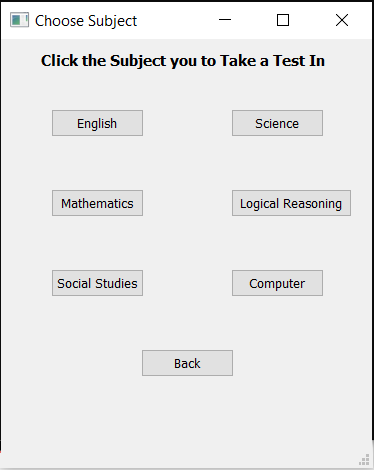 Choose Subject
Click the Subject you to Take a Test In
English Science
Mathematics Logical Reasoning
Social Studies Computer
Back